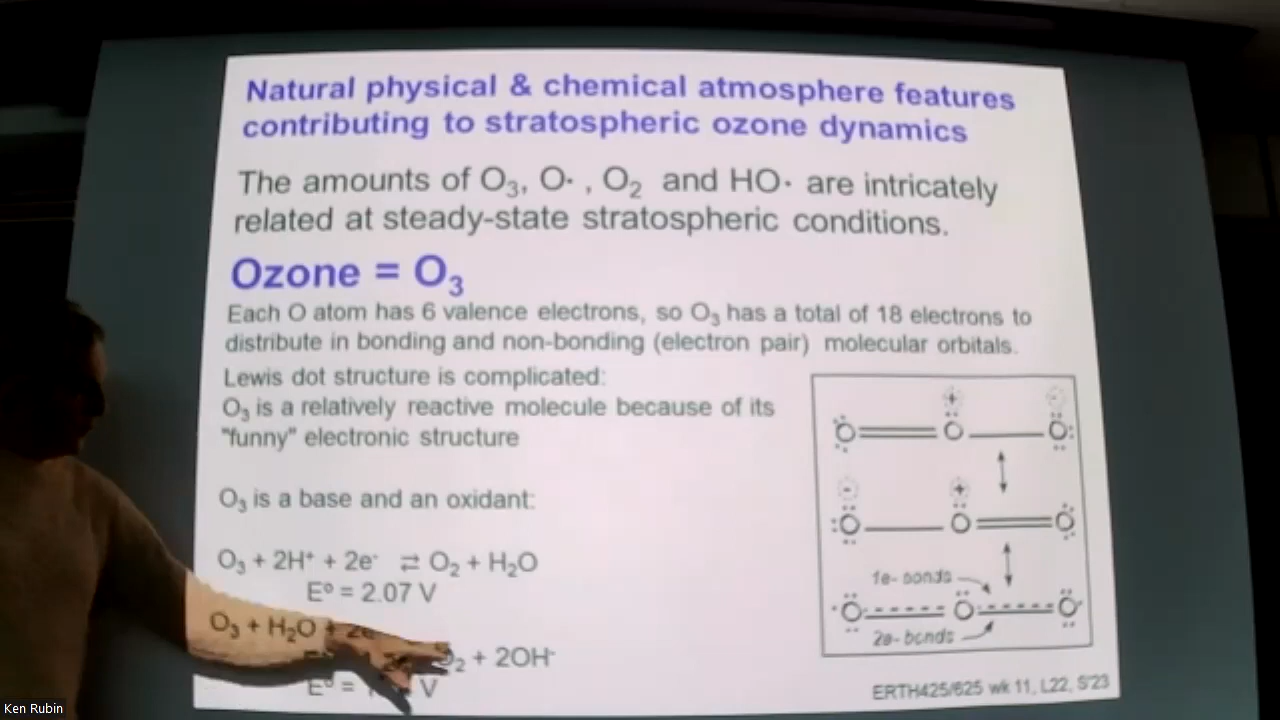 Natural physical & chemical atmosphere features
contributing to stratospheric ozone dynamics
The amounts of O₃, O· , O₂ and HO· are intricately
related at steady-state stratospheric conditions.
Ozone = O₃
Each O atom has 6 valence electrons, so O₃ has a total of 18 electrons to
distribute in bonding and non-bonding (electron pair) molecular orbitals.
Lewis dot structure is complicated:
O₃ is a relatively reactive molecule because of its
"funny" electronic structure
O₃ is a base and an oxidant:
O₃ + 2H⁺ + 2e⁻ ⇄ O₂ + H₂O
Eº = 2.07 V
O₃ + H₂O + 2e
O₂ + 2OH⁻
Eº = V
+ -
O O O
- +
O O O
1e- bonds
O O O
2e- bonds
ERTH425/625 wk 11, L22, S'23
Ken Rubin